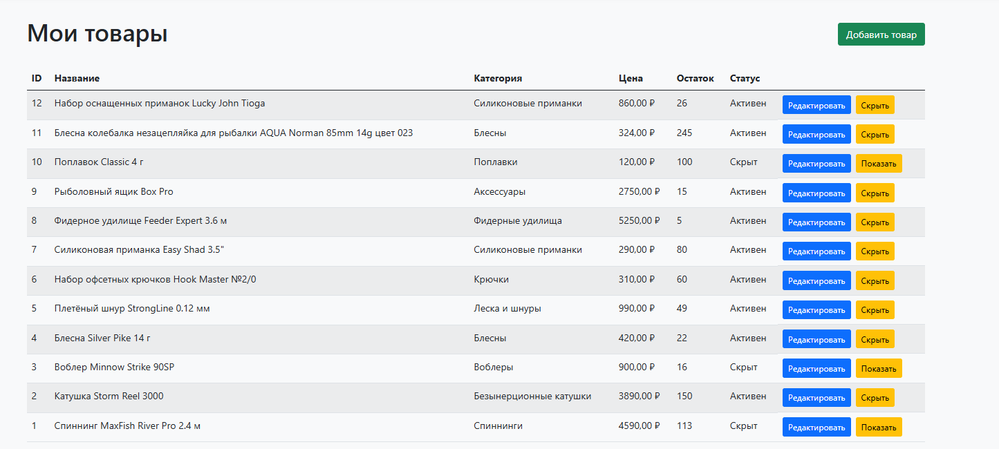 Мои товары
Добавить товар
ID Название Категория Цена Остаток Статус
12 Набор оснащенных приманок Lucky John Tioga Силиконовые приманки 860,00 ₽ 26 Активен Редактировать Скрыть
11 Блесна колебалка незацепляйка для рыбалки AQUA Norman 85mm 14g цвет 023 Блесны 324,00 ₽ 245 Активен Редактировать Скрыть
10 Поплавок Classic 4 г Поплавки 120,00 ₽ 100 Скрыт Редактировать Показать
9 Рыболовный ящик Box Pro Аксессуары 2750,00 ₽ 15 Активен Редактировать Скрыть
8 Фидерное удилище Feeder Expert 3.6 м Фидерные удилища 5250,00 ₽ 5 Активен Редактировать Скрыть
7 Силиконовая приманка Easy Shad 3.5" Силиконовые приманки 290,00 ₽ 80 Активен Редактировать Скрыть
6 Набор офсетных крючков Hook Master №2/0 Крючки 310,00 ₽ 60 Активен Редактировать Скрыть
5 Плетёный шнур StrongLine 0.12 мм Леска и шнуры 990,00 ₽ 49 Активен Редактировать Скрыть
4 Блесна Silver Pike 14 г Блесны 420,00 ₽ 22 Активен Редактировать Скрыть
3 Воблер Minnow Strike 90SP Воблеры 900,00 ₽ 16 Скрыт Редактировать Показать
2 Катушка Storm Reel 3000 Безынерционные катушки 3890,00 ₽ 150 Активен Редактировать Скрыть
1 Спиннинг MaxFish River Pro 2.4 м Спиннинги 4590,00 ₽ 113 Скрыт Редактировать Показать